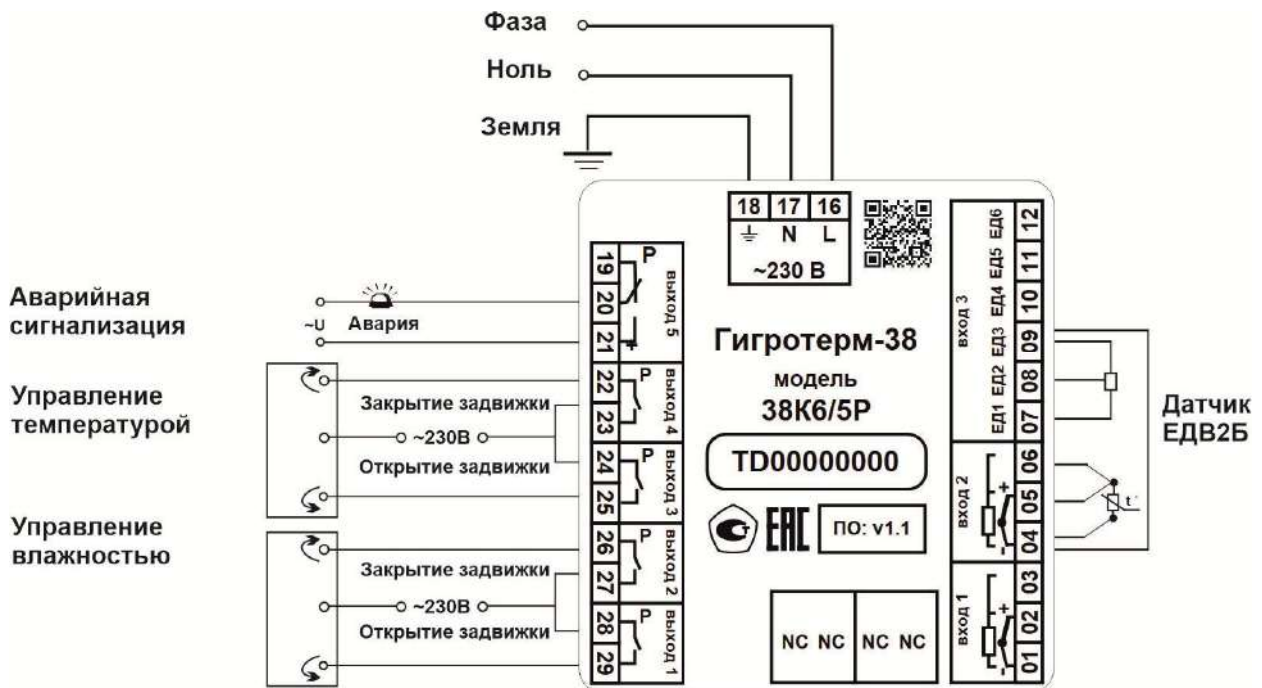 Фаза
Ноль
Земля
18 17 16
N L
~230 В
Аварийная
сигнализация
~U
Авария
Управление
температурой
Закрытие задвижки
~230В
Открытие задвижки
Управление
влажностью
Закрытие задвижки
~230В
Открытие задвижки
19
20
21
22
23
24
25
26
27
28
29
P
выход 5
P
выход 4
P
выход 3
P
выход 2
P
выход 1
Гигротерм-38
модель
38К6/5Р
TD00000000
ЕАС
ПО: v1.1
NC NC NC NC
вход 3
ЕД1 ЕД2 ЕД3 ЕД4 ЕД5 ЕД6
07 08 09 10 11 12
вход 2
+
-
04 05 06
вход 1
+
-
01 02 03
t°
Датчик
ЕДВ2Б